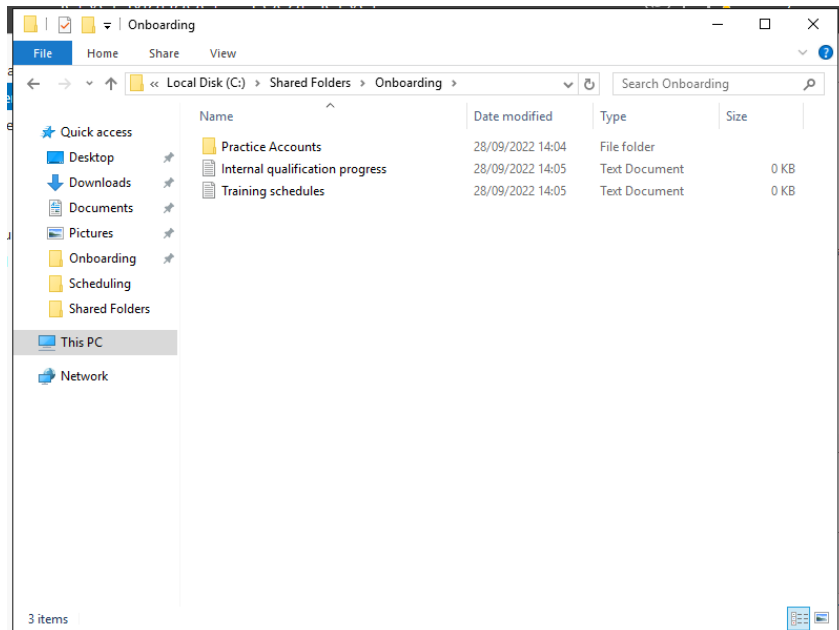 Onboarding
File Home Share View
« Local Disk (C:) > Shared Folders > Onboarding >
Search Onboarding
Name Date modified Type Size
Quick access
Desktop
Downloads
Documents
Pictures
Onboarding
Scheduling
Shared Folders
This PC
Network
Practice Accounts 28/09/2022 14:04 File folder
Internal qualification progress 28/09/2022 14:05 Text Document 0 KB
Training schedules 28/09/2022 14:05 Text Document 0 KB
3 items